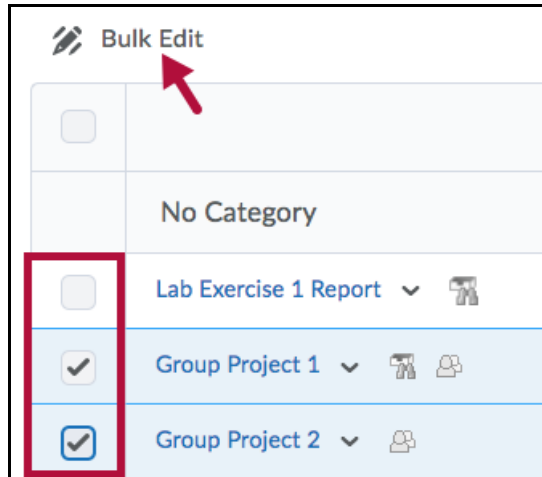 Bulk Edit
No Category
Lab Exercise 1 Report
Group Project 1
Group Project 2